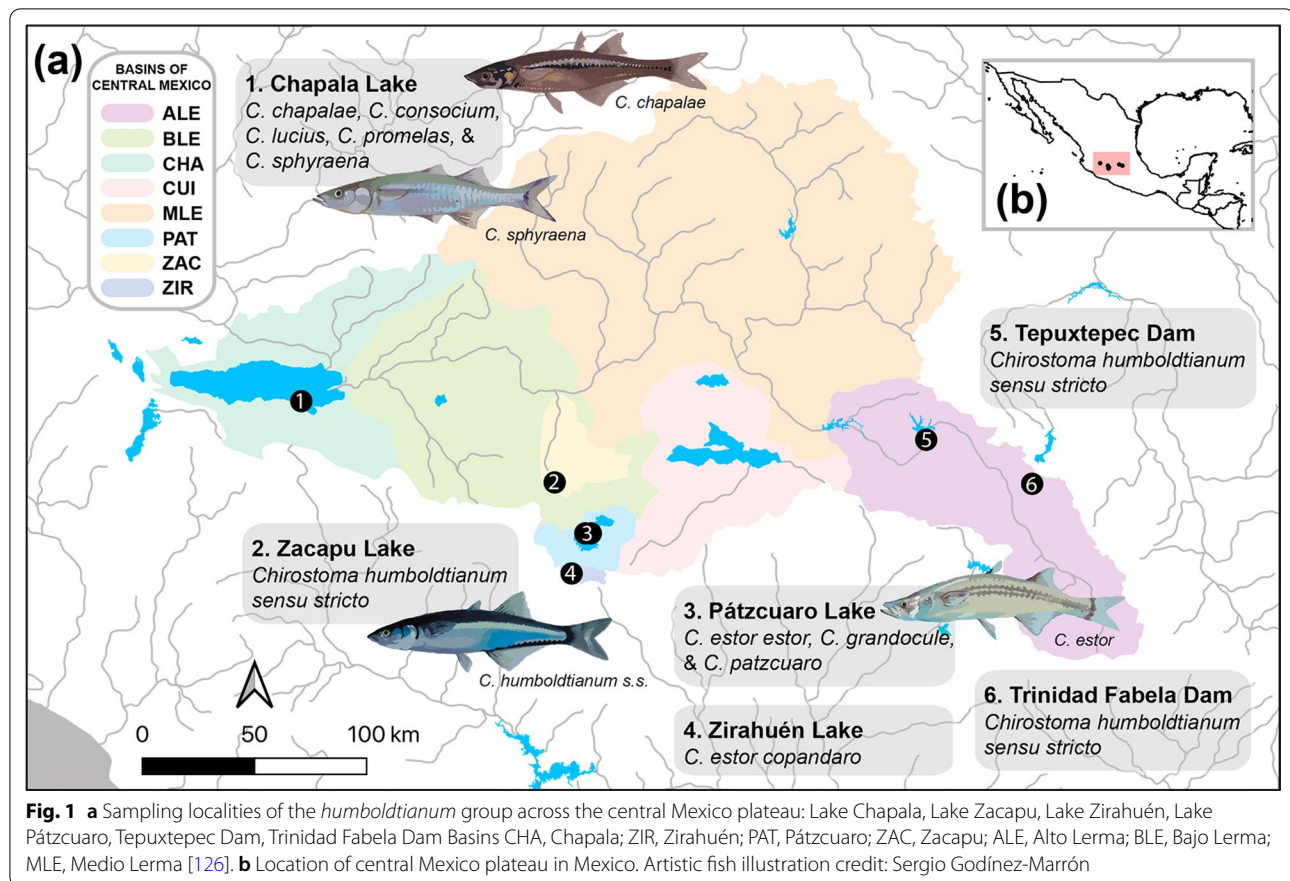 (a)
BASINS OF
CENTRAL MEXICO
ALE
BLE
CHA
CUI
MLE
PAT
ZAC
ZIR
1. Chapala Lake
C. chapalae, C. consocium,
C. lucius, C. promelas, &
C. sphyraena
C. chapalae
C. sphyraena
(b)
5. Tepuxtepec Dam
Chirostoma humboldtianum
sensu stricto
1
2
3
4
5
6
2. Zacapu Lake
Chirostoma humboldtianum
sensu stricto
C. humboldtianum s.s.
3. Pátzcuaro Lake
C. estor estor, C. grandocule,
& C. patzcuaro
C. estor
4. Zirahuén Lake
C. estor copandaro
6. Trinidad Fabela Dam
Chirostoma humboldtianum
sensu stricto
0 50 100 km
Fig. 1 a Sampling localities of the humboldtianum group across the central Mexico plateau: Lake Chapala, Lake Zacapu, Lake Zirahuén, Lake
Pátzcuaro, Tepuxtepec Dam, Trinidad Fabela Dam Basins CHA, Chapala; ZIR, Zirahuén; PAT, Pátzcuaro; ZAC, Zacapu; ALE, Alto Lerma; BLE, Bajo Lerma;
MLE, Medio Lerma [126]. b Location of central Mexico plateau in Mexico. Artistic fish illustration credit: Sergio Godínez-Marrón